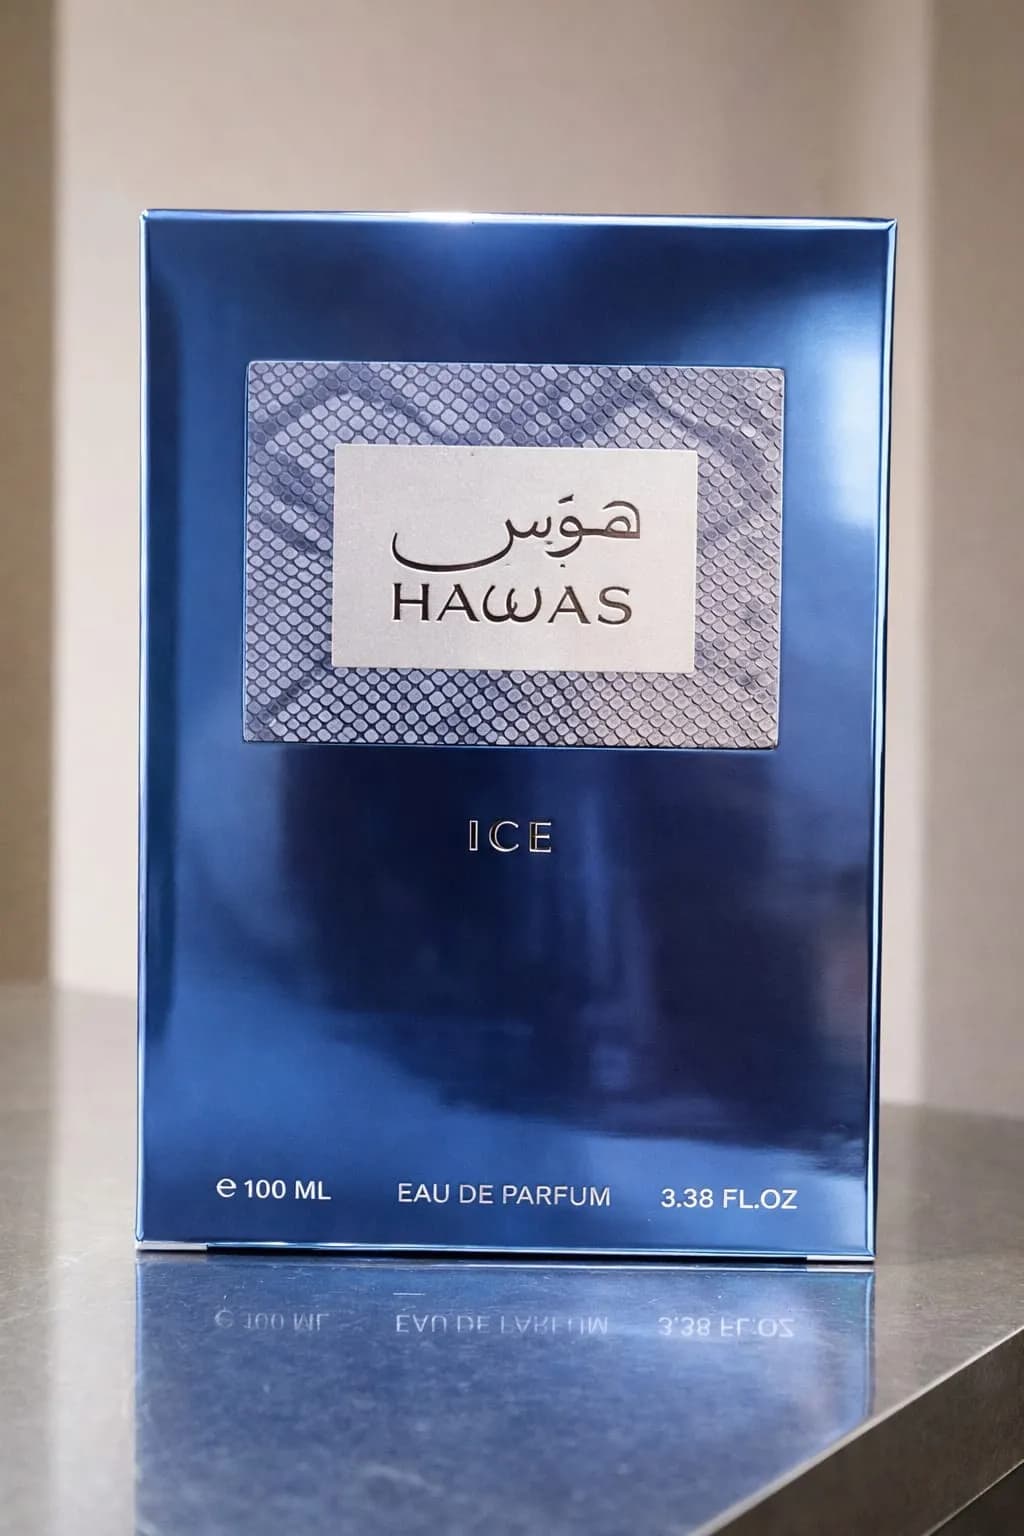 هوَس
HAWAS
ICE
℮ 100 ML EAU DE PARFUM 3.38 FL.OZ